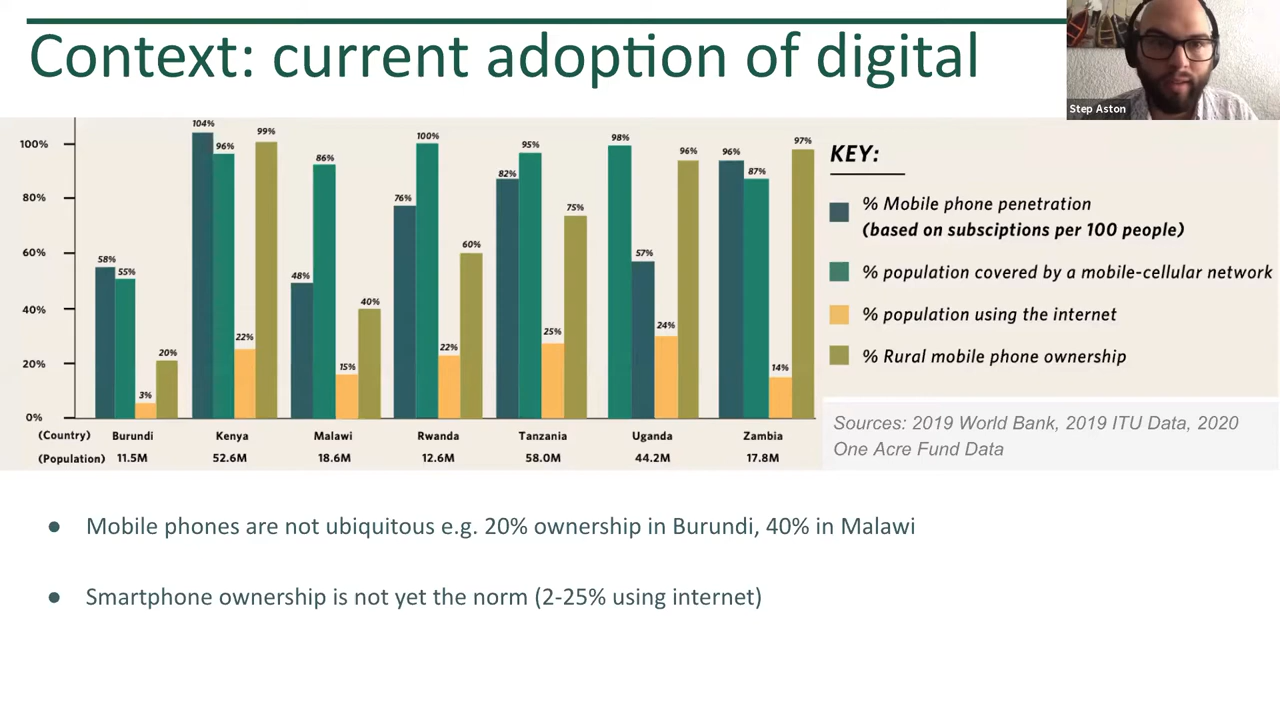 Context: current adoption of digital
Step Aston
100%
80%
60%
40%
20%
0%
58%
55%
3%
20%
104%
96%
22%
99%
48%
86%
15%
40%
76%
100%
22%
60%
82%
95%
25%
75%
98%
57%
24%
96%
96%
87%
14%
97%
(Country) Burundi Kenya Malawi Rwanda Tanzania Uganda Zambia
(Population) 11.5M 52.6M 18.6M 12.6M 58.0M 44.2M 17.8M
KEY:
% Mobile phone penetration
(based on subsciptions per 100 people)
% population covered by a mobile-cellular network
% population using the internet
% Rural mobile phone ownership
Sources: 2019 World Bank, 2019 ITU Data, 2020
One Acre Fund Data
● Mobile phones are not ubiquitous e.g. 20% ownership in Burundi, 40% in Malawi
● Smartphone ownership is not yet the norm (2-25% using internet)